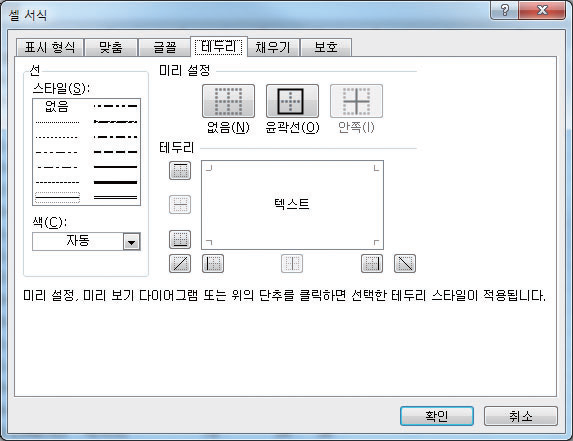 셀 서식
표시 형식 맞춤 글꼴 테두리 채우기 보호
선
스타일(S):
없음
색(C):
자동
미리 설정
없음(N) 윤곽선(O) 안쪽(I)
테두리
텍스트
미리 설정, 미리 보기 다이어그램 또는 위의 단추를 클릭하면 선택한 테두리 스타일이 적용됩니다.
확인 취소